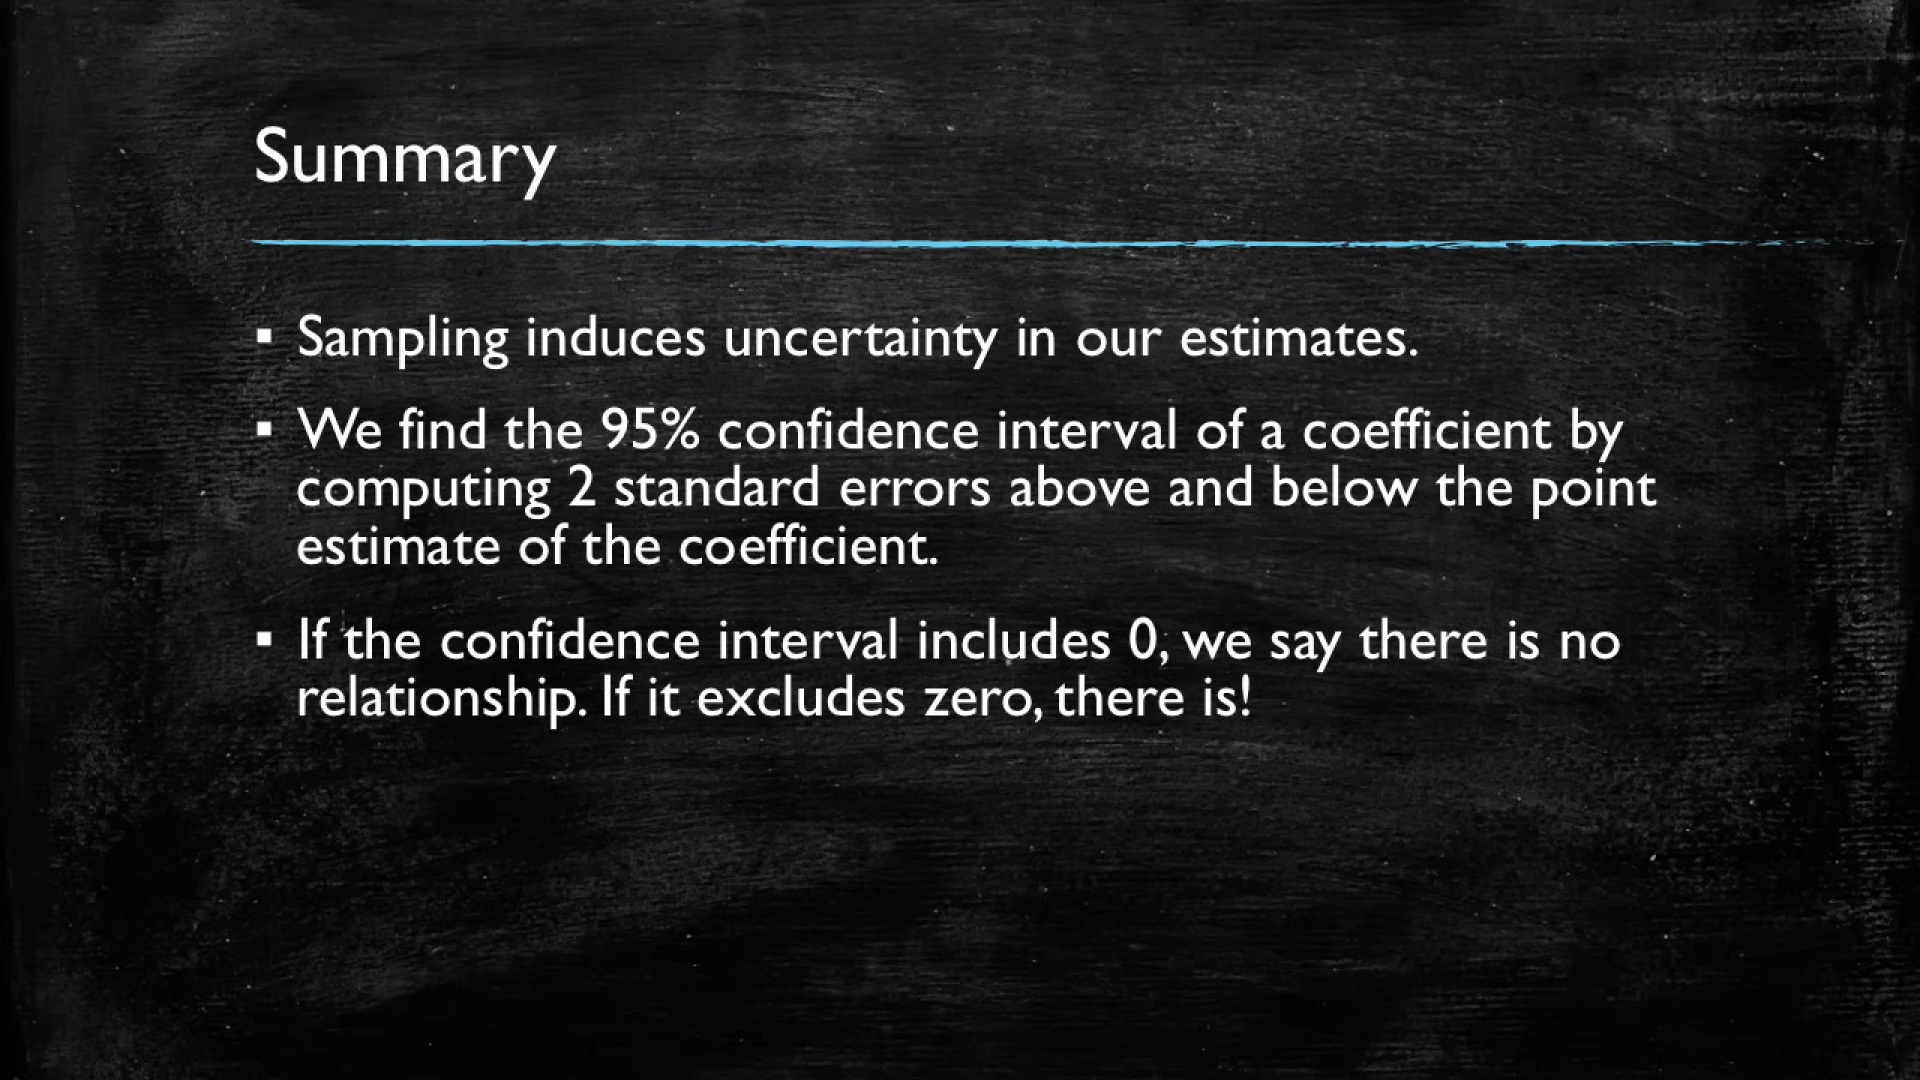 Summary
▪ Sampling induces uncertainty in our estimates.
▪ We find the 95% confidence interval of a coefficient by
computing 2 standard errors above and below the point
estimate of the coefficient.
▪ If the confidence interval includes 0, we say there is no
relationship. If it excludes zero, there is!